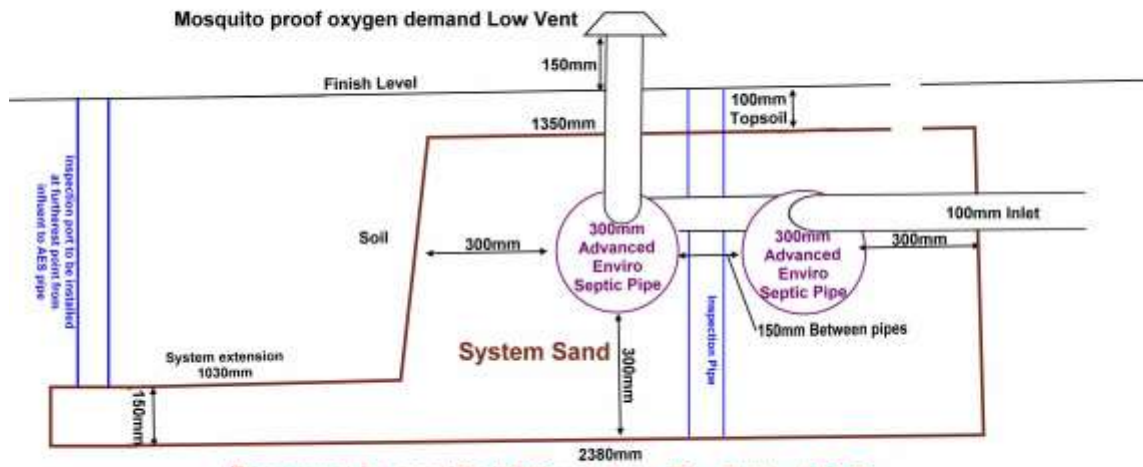 Mosquito proof oxygen demand Low Vent
150mm
Finish Level
100mm
Topsoil
1350mm
inspection port to be installed
at furtherest point from
influent to AES pipe
Soil
300mm
300mm
Advanced
Enviro
Septic Pipe
300mm
Advanced
Enviro
Septic Pipe
100mm Inlet
300mm
150mm Between pipes
Inspection Pipe
System Sand
300mm
System extension
1030mm
150mm
2380mm